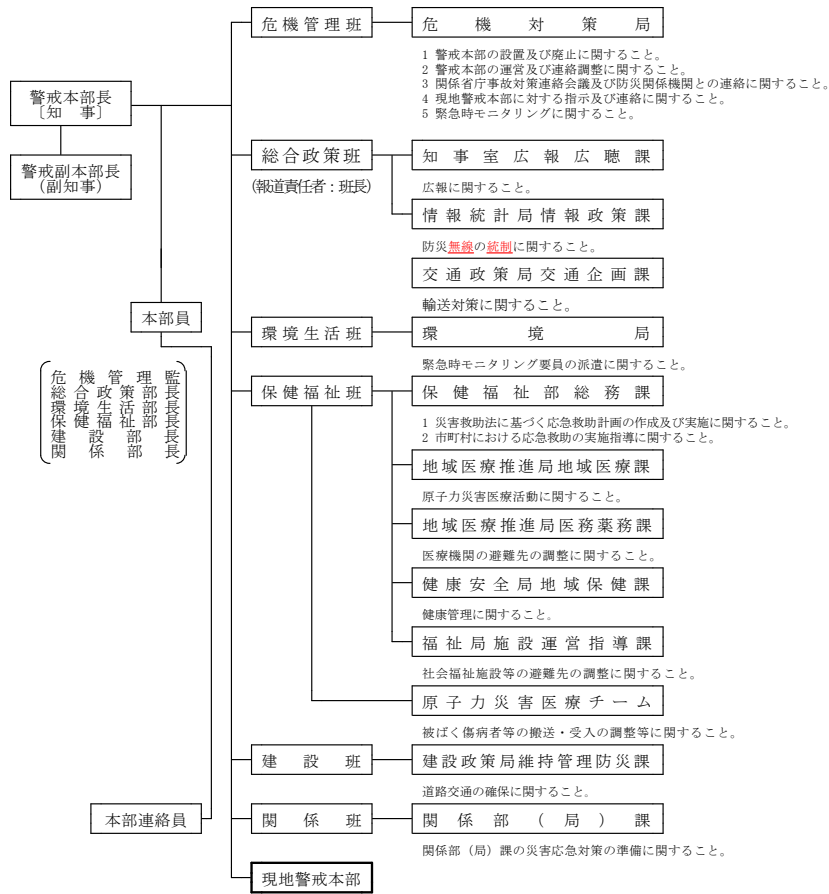 危機管理班
危機対策局
1 警戒本部の設置及び廃止に関すること。
2 警戒本部の運営及び連絡調整に関すること。
3 関係省庁事故対策連絡会議及び防災関係機関との連絡に関すること。
4 現地警戒本部に対する指示及び連絡に関すること。
5 緊急時モニタリングに関すること。
警戒本部長
〔知 事〕
警戒副本部長
(副知事)
総合政策班
(報道責任者:班長)
知事室広報広聴課
広報に関すること。
情報統計局情報政策課
防災無線の統制に関すること。
交通政策局交通企画課
輸送対策に関すること。
本部員
危機管理監
総合政策部長
環境生活部長
保健福祉部長
建設部長
関係部長
環境生活班
環境局
緊急時モニタリング要員の派遣に関すること。
保健福祉班
保健福祉部総務課
1 災害救助法に基づく応急救助計画の作成及び実施に関すること。
2 市町村における応急救助の実施指導に関すること。
地域医療推進局地域医療課
原子力災害医療活動に関すること。
地域医療推進局医務薬務課
医療機関の避難先の調整に関すること。
健康安全局地域保健課
健康管理に関すること。
福祉局施設運営指導課
社会福祉施設等の避難先の調整に関すること。
原子力災害医療チーム
被ばく傷病者等の搬送・受入の調整等に関すること。
建設班
建設政策局維持管理防災課
道路交通の確保に関すること。
本部連絡員
関係班
関係部(局)課
関係部(局)課の災害応急対策の準備に関すること。
現地警戒本部